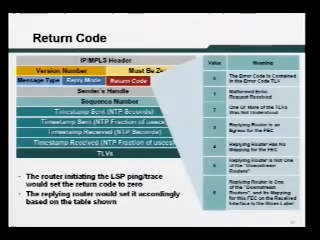 Return Code
IP/MPLS Header
Version Number Must Be Ze
Message Type Reply Mode Return Code
Sender's Handle
Sequence Number
Timestamp Sent (NTP Seconds)
Timestamp Sent (NTP Fraction of usecs)
Timestamp Received (NTP Seconds)
Timestamp Received (NTP Fraction of usecs)
TLVs
Value Meaning
0 The Error Code Is Contained
in the Error Code TLV
1 Malformed Echo
Request Received
2 One Or More of the TLVs
Was Not Understood
3 Replying Router Is an
Egress for the FEC
4 Replying Router Has No
Mapping for the FEC
5 Replying Router Is Not One
of the "Downstream
Routers"
6 Replying Router Is One
of the "Downstream
Routers", and Its Mapping
for this FEC on the Received
Interface Is the Given Label
• The router initiating the LSP ping/trace
would set the return code to zero
• The replying router would set it accordingly
based on the table shown